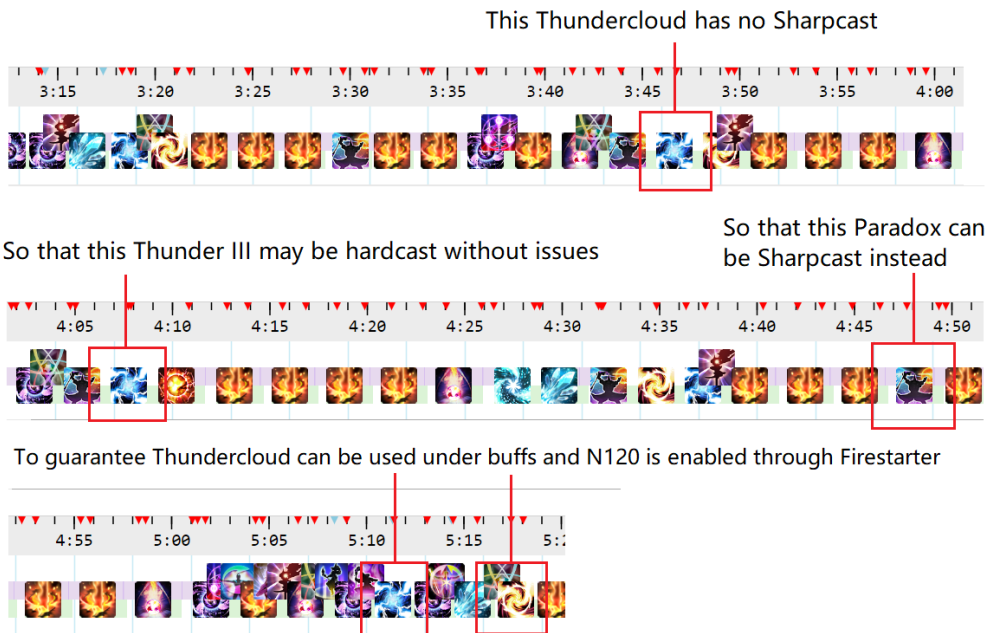 This Thundercloud has no Sharpcast
3:15 3:20 3:25 3:30 3:35 3:40 3:45 3:50 3:55 4:00
So that this Paradox can
be Sharpcast instead
So that this Thunder III may be hardcast without issues
4:05 4:10 4:15 4:20 4:25 4:30 4:35 4:40 4:45 4:50
To guarantee Thundercloud can be used under buffs and N120 is enabled through Firestarter
4:55 5:00 5:05 5:10 5:15